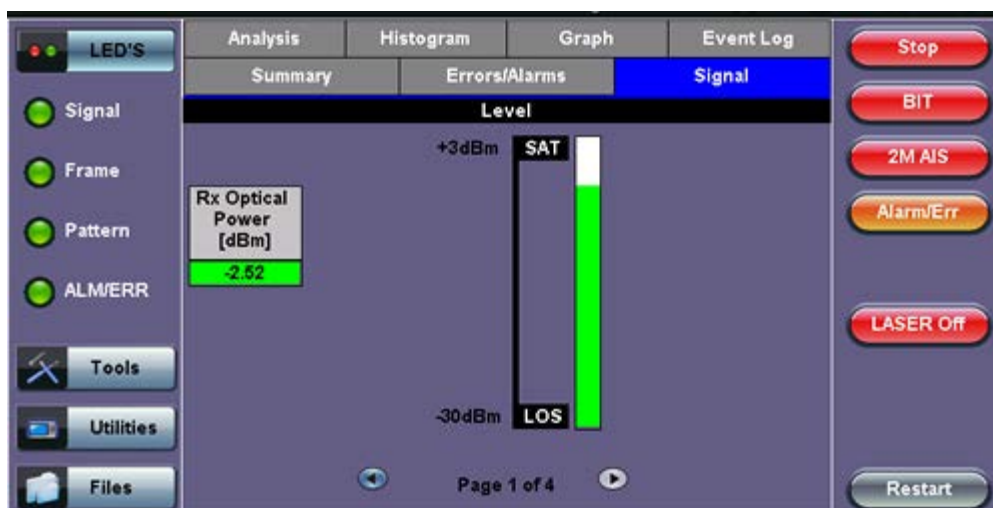 LED'S
Signal
Frame
Pattern
ALM/ERR
Tools
Utilities
Files
Analysis Histogram Graph Event Log
Summary Errors/Alarms Signal
Level
+3dBm SAT
Rx Optical
Power
[dBm]
-2.52
-30dBm LOS
Page 1 of 4
Stop
BIT
2M AIS
Alarm/Err
LASER Off
Restart